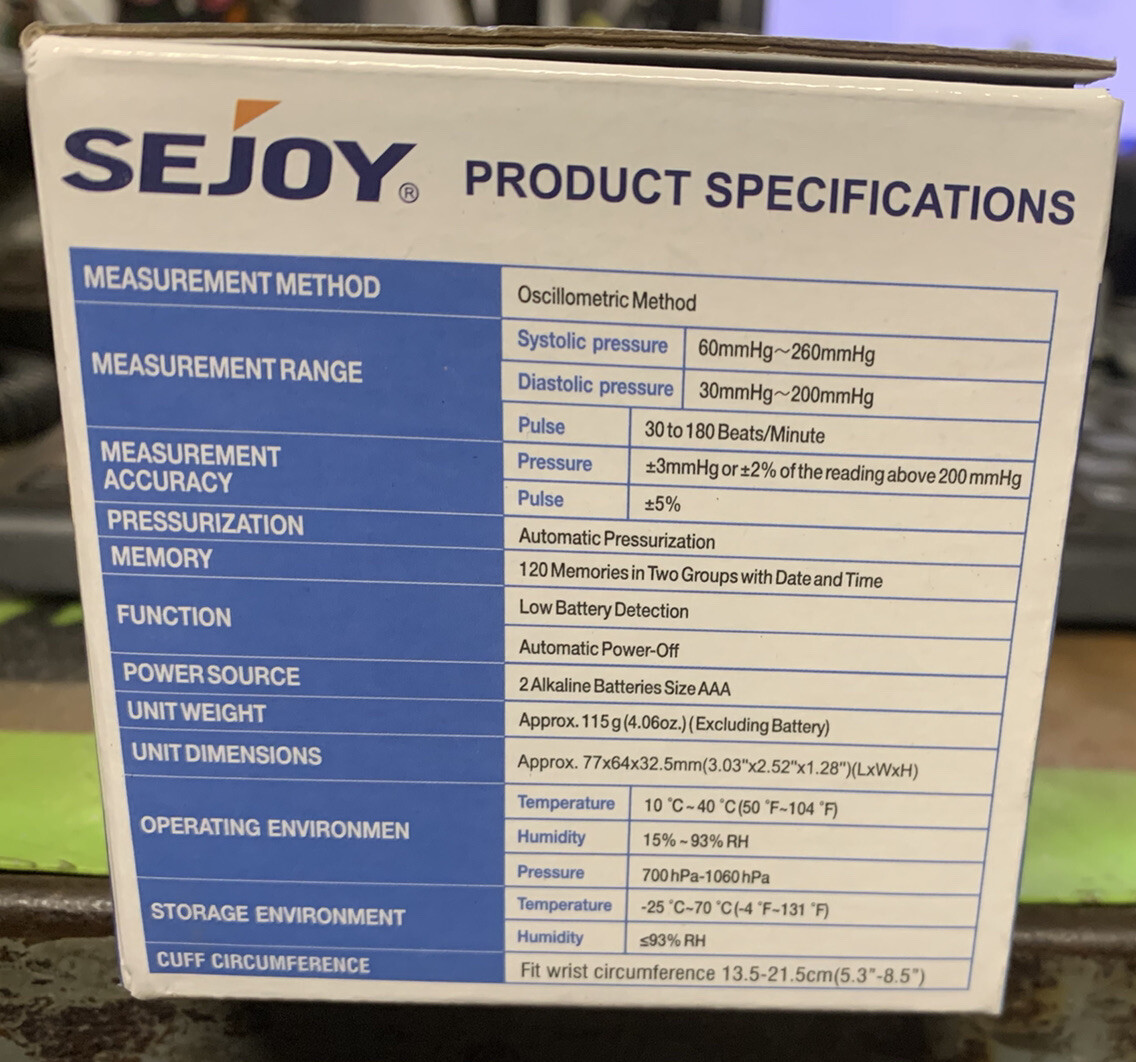 SEJOY® PRODUCT SPECIFICATIONS
MEASUREMENT METHOD Oscillometric Method
MEASUREMENT RANGE Systolic pressure 60mmHg~260mmHg
Diastolic pressure 30mmHg~200mmHg
Pulse 30 to 180 Beats/Minute
MEASUREMENT
ACCURACY
Pressure ±3mmHg or ±2% of the reading above 200 mmHg
Pulse ±5%
PRESSURIZATION Automatic Pressurization
MEMORY 120 Memories in Two Groups with Date and Time
FUNCTION Low Battery Detection
Automatic Power-Off
POWER SOURCE 2 Alkaline Batteries Size AAA
UNIT WEIGHT Approx. 115g (4.06oz.) (Excluding Battery)
UNIT DIMENSIONS Approx. 77x64x32.5mm(3.03"x2.52"x1.28")(LxWxH)
OPERATING ENVIRONMEN Temperature 10 °C~40 °C (50 °F~104 °F)
Humidity 15% ~ 93% RH
Pressure 700 hPa-1060 hPa
STORAGE ENVIRONMENT Temperature -25 °C~70 °C (-4 °F~131 °F)
Humidity ≤93% RH
CUFF CIRCUMFERENCE Fit wrist circumference 13.5-21.5cm(5.3"-8.5")